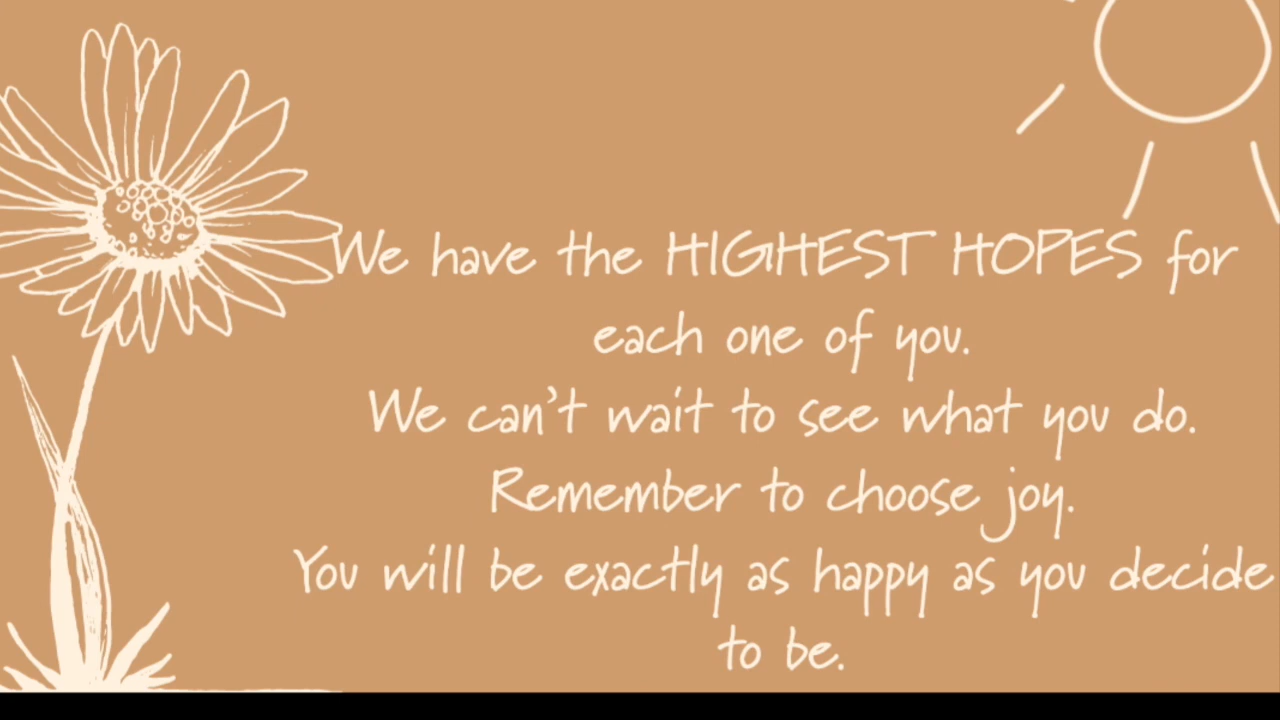 We have the HIGHEST HOPES for
each one of you.
We can't wait to see what you do.
Remember to choose joy.
You will be exactly as happy as you decide
to be.